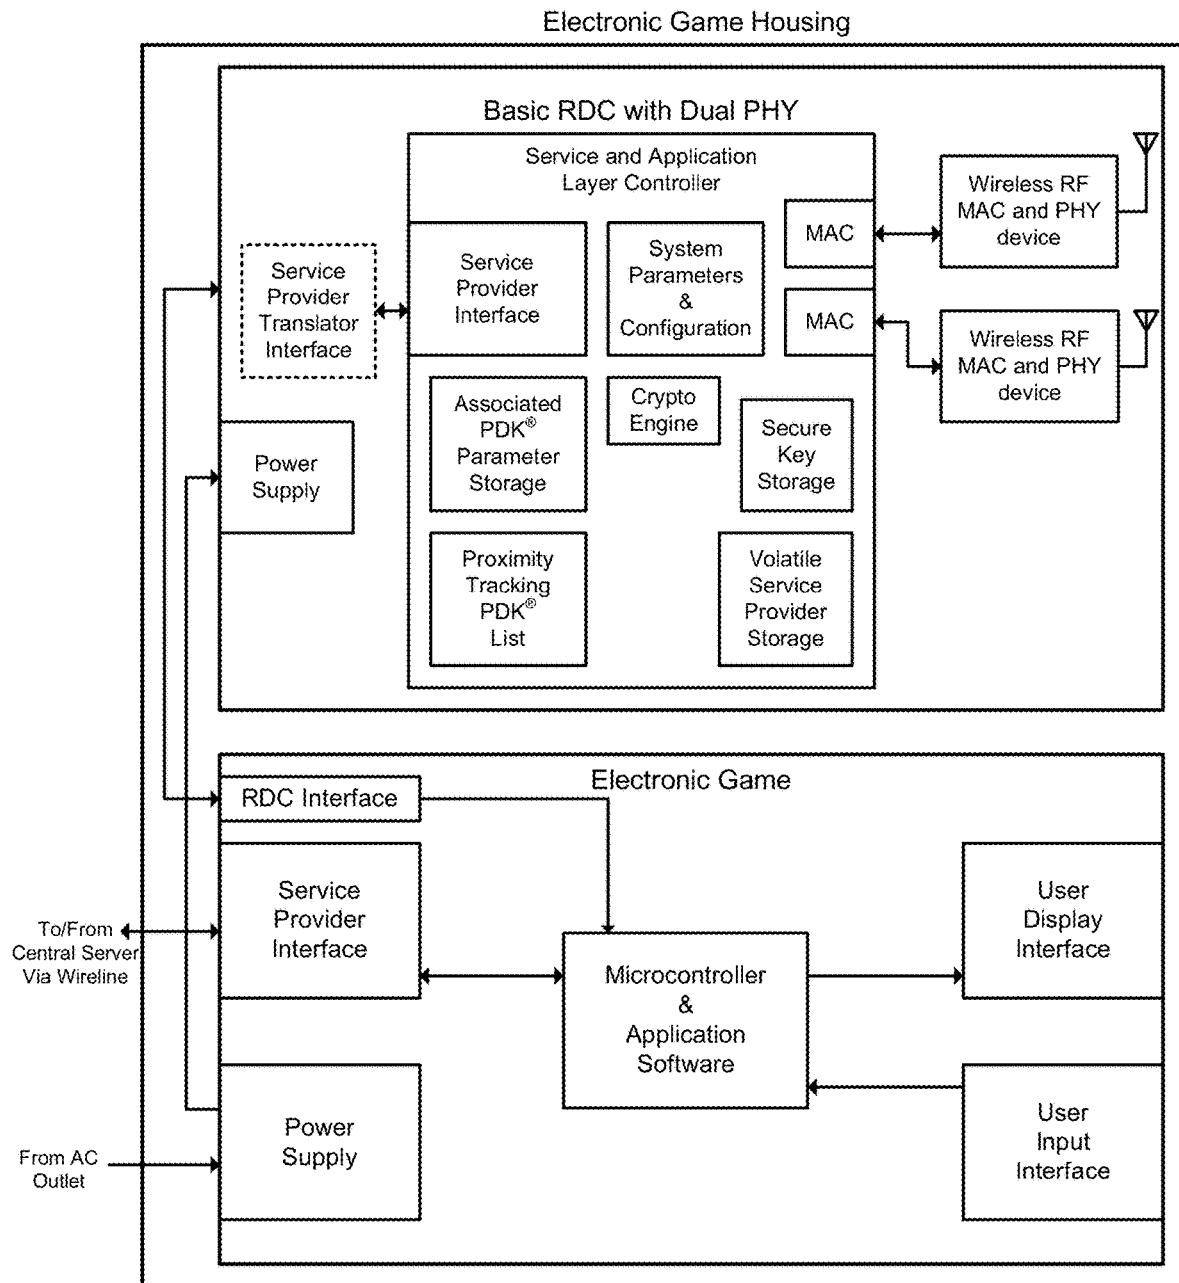 Electronic Game Housing
Basic RDC with Dual PHY
Service and Application
Layer Controller
Wireless RF
MAC and PHY
device
MAC
Service
Provider
Translator
Interface
Service
Provider
Interface
System
Parameters
&
Configuration
MAC
Wireless RF
MAC and PHY
device
Associated
PDK®
Parameter
Storage
Crypto
Engine
Secure
Key
Storage
Power
Supply
Proximity
Tracking
PDK®
List
Volatile
Service
Provider
Storage
Electronic Game
RDC Interface
Service
Provider
Interface
User
Display
Interface
To/From
Central Server
Via Wireline
Microcontroller
&
Application
Software
Power
Supply
User
Input
Interface
From AC
Outlet